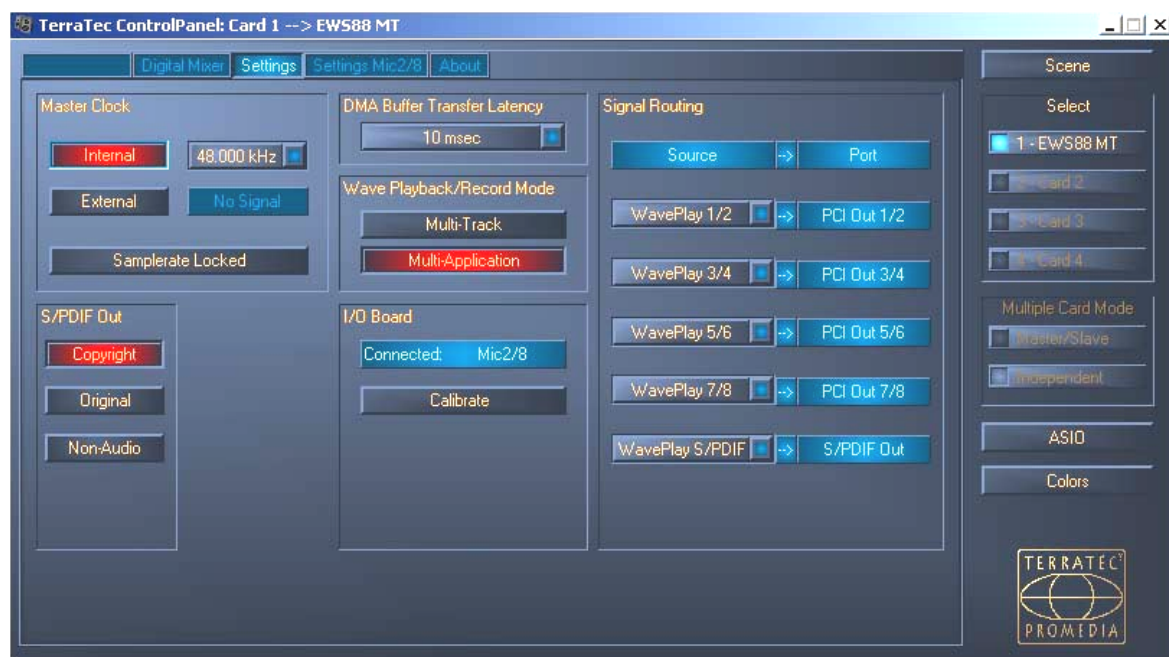 TerraTec ControlPanel: Card 1 --> EWS88 MT
Digital Mixer Settings Settings Mic2/8 About
Master Clock
Internal 48.000 kHz
External No Signal
Samplerate Locked
S/PDIF Out
Copyright
Original
Non-Audio
DMA Buffer Transfer Latency
10 msec
Wave Playback/Record Mode
Multi-Track
Multi-Application
I/O Board
Connected: Mic2/8
Calibrate
Signal Routing
Source --> Port
WavePlay 1/2 --> PCI Out 1/2
WavePlay 3/4 --> PCI Out 3/4
WavePlay 5/6 --> PCI Out 5/6
WavePlay 7/8 --> PCI Out 7/8
WavePlay S/PDIF --> S/PDIF Out
Scene
Select
1 - EWS88 MT
2 - Card 2
3 - Card 3
4 - Card 4
Multiple Card Mode
Master/Slave
Independent
ASIO
Colors
TERRATEC
PROMEDIA